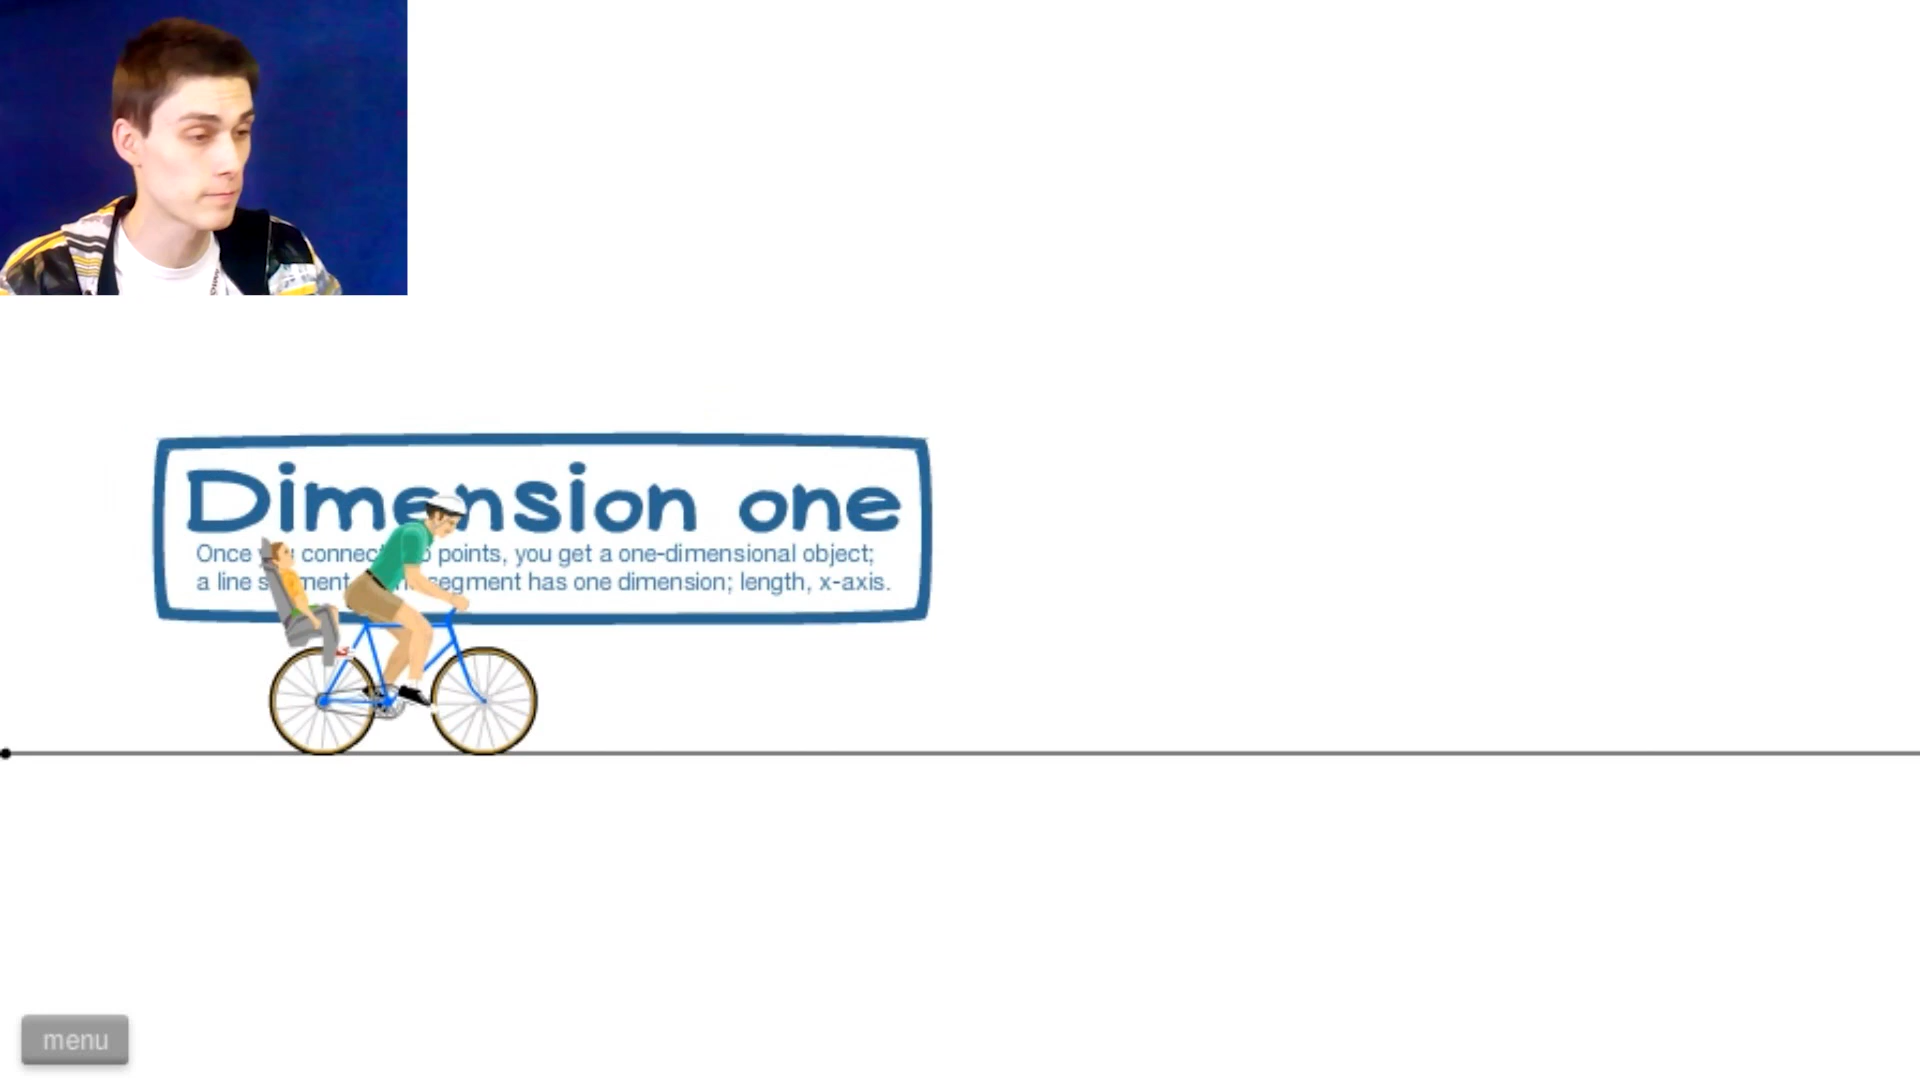 Dimension one
Once connec points, you get a one-dimensional object;
a line segment has one dimension; length, x-axis.
menu